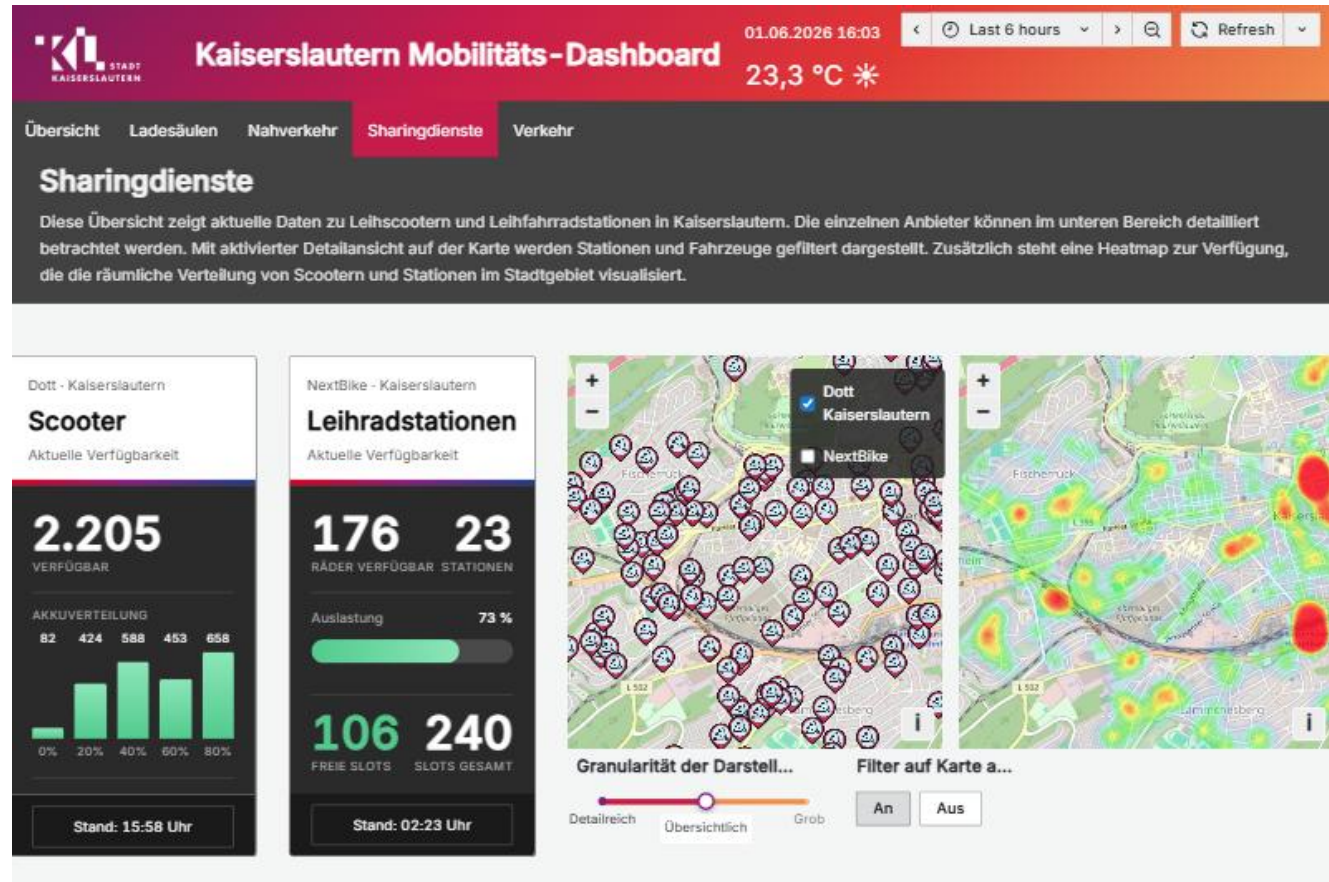 STADT
KAISERSLAUTERN
Kaiserslautern Mobilitäts-Dashboard
01.06.2026 16:03
23,3 °C
Last 6 hours
Refresh
Übersicht Ladesäulen Nahverkehr Sharingdienste Verkehr
Sharingdienste
Diese Übersicht zeigt aktuelle Daten zu Leihscootern und Leihfahrradstationen in Kaiserslautern. Die einzelnen Anbieter können im unteren Bereich detailliert
betrachtet werden. Mit aktivierter Detailansicht auf der Karte werden Stationen und Fahrzeuge gefiltert dargestellt. Zusätzlich steht eine Heatmap zur Verfügung,
die die räumliche Verteilung von Scootern und Stationen im Stadtgebiet visualisiert.
Dott - Kaiserslautern
Scooter
Aktuelle Verfügbarkeit
2.205
VERFÜGBAR
AKKUVERTEILUNG
82 424 588 453 658
0% 20% 40% 60% 80%
Stand: 15:58 Uhr
NextBike - Kaiserslautern
Leihradstationen
Aktuelle Verfügbarkeit
176 23
RÄDER VERFÜGBAR STATIONEN
Auslastung 73 %
106 240
FREIE SLOTS SLOTS GESAMT
Stand: 02:23 Uhr
+
−
Dott
Kaiserslautern
NextBike
L 502
i
Granularität der Darstell...
Detailreich Übersichtlich Grob
Filter auf Karte a...
An Aus
+
−
Fischerrück
L 395
L 502
Lämmchesberg
i